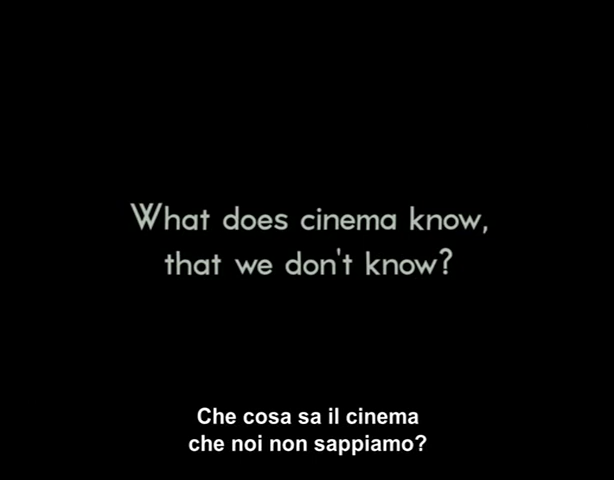 What does cinema know,
that we don't know?
Che cosa sa il cinema
che noi non sappiamo?